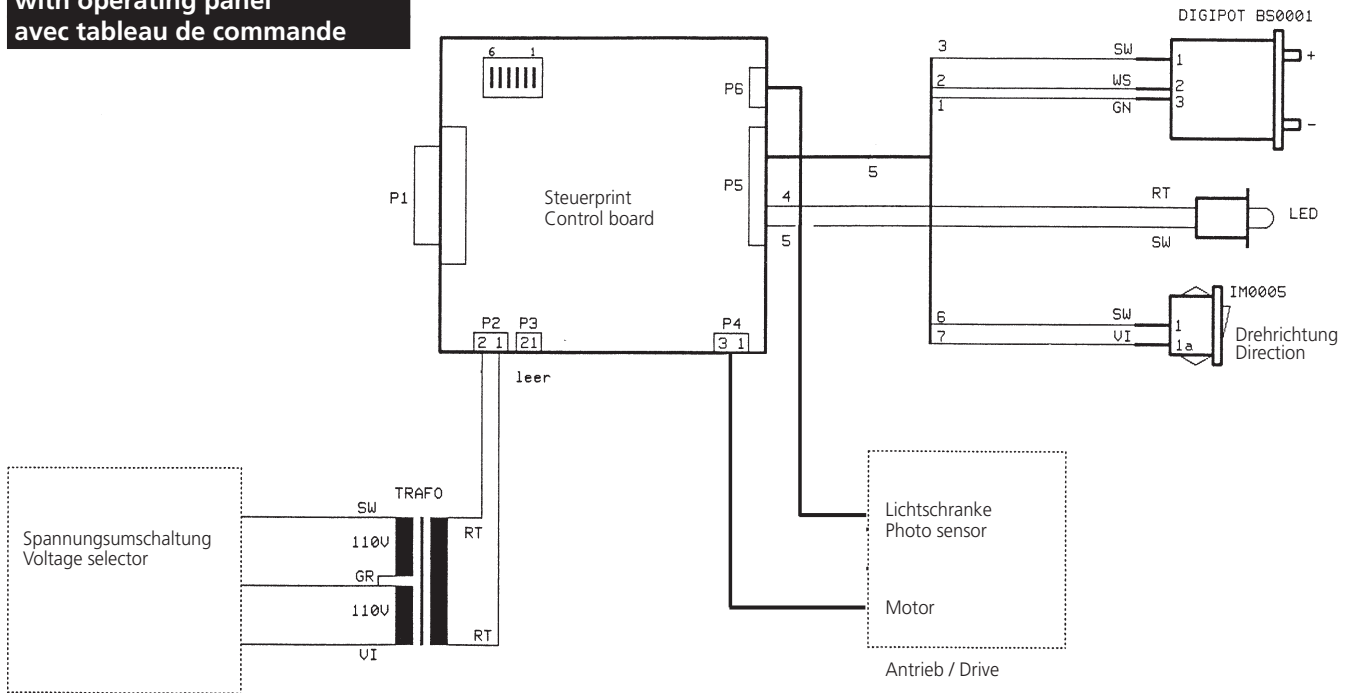 with operating panel
avec tableau de commande
DIGIPOT BS0001
6 1
P6
3 SW 1
2 WS 2
1 GN 3
+
-
P1
Steuerprint
Control board
P5
5
4 RT
5 SW
LED
IM0005
6 SW 1
7 VI 1a
Drehrichtung
Direction
P2 P3 P4
2 1 21 3 1
leer
TRAFO
SW
RT
110V
GR
110V
RT
VI
Spannungsumschaltung
Voltage selector
Lichtschranke
Photo sensor
Motor
Antrieb / Drive